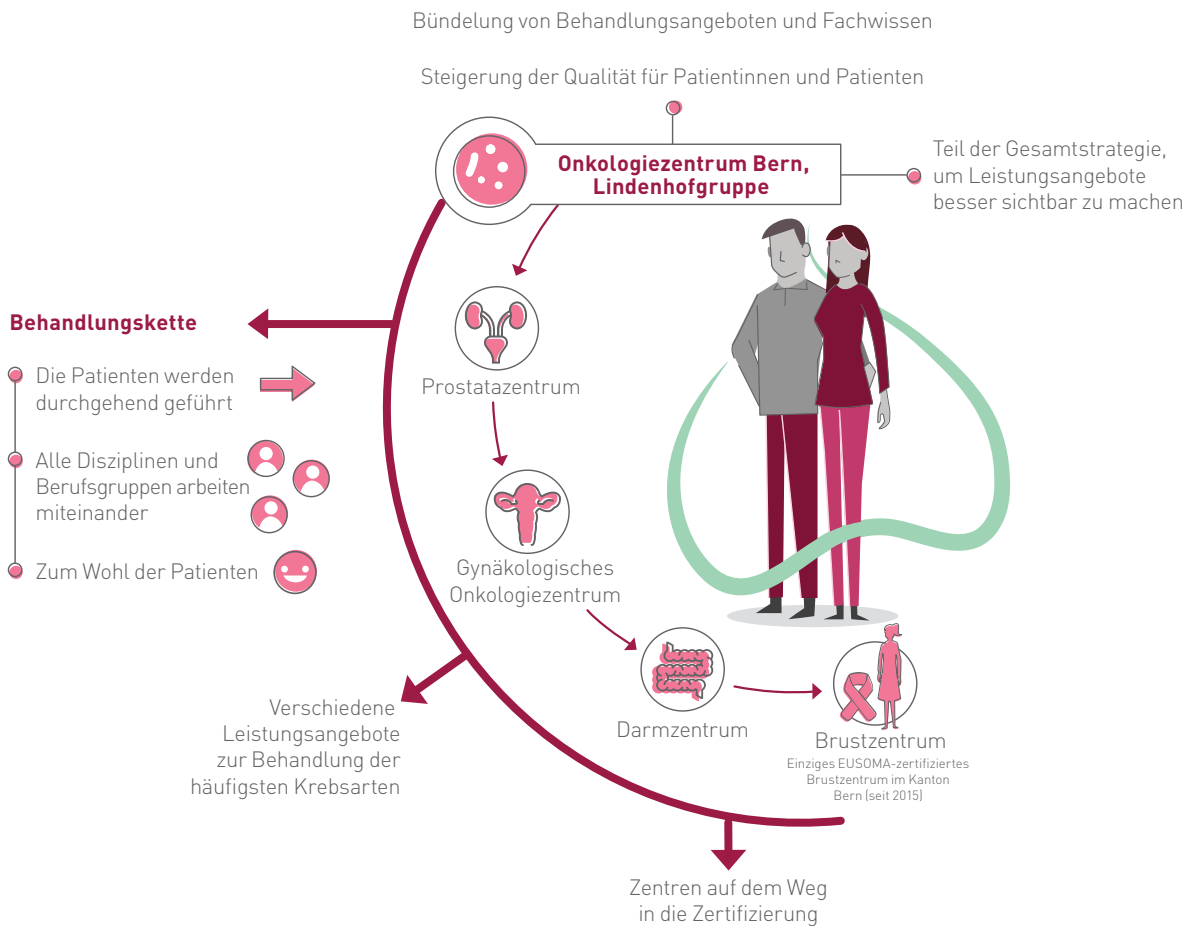 Bündelung von Behandlungsangeboten und Fachwissen
Steigerung der Qualität für Patientinnen und Patienten
Onkologiezentrum Bern,
Lindenhofgruppe
Teil der Gesamtstrategie,
um Leistungsangebote
besser sichtbar zu machen
Behandlungskette
Die Patienten werden
durchgehend geführt
Alle Disziplinen und
Berufsgruppen arbeiten
miteinander
Zum Wohl der Patienten
Prostatazentrum
Gynäkologisches
Onkologiezentrum
Darmzentrum
Brustzentrum
Einziges EUSOMA-zertifiziertes
Brustzentrum im Kanton
Bern (seit 2015)
Verschiedene
Leistungsangebote
zur Behandlung der
häufigsten Krebsarten
Zentren auf dem Weg
in die Zertifizierung